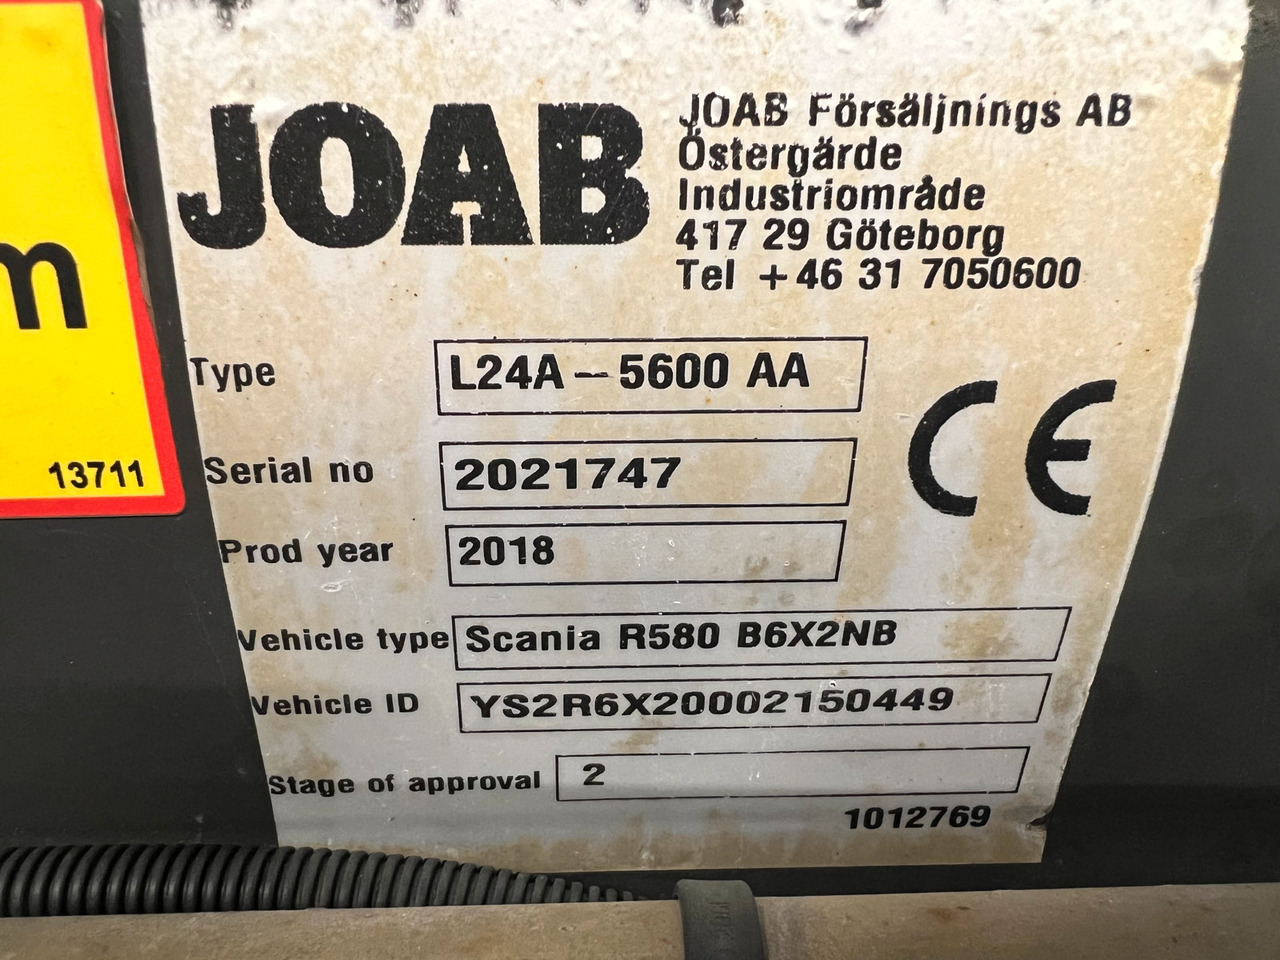 JOAB
JOAB Försäljnings AB
Östergärde
Industriområde
417 29 Göteborg
Tel +46 31 7050600
m
13711
Type L24A – 5600 AA
CE
Serial no 2021747
Prod year 2018
Vehicle type Scania R580 B6X2NB
Vehicle ID YS2R6X20002150449
Stage of approval 2
1012769